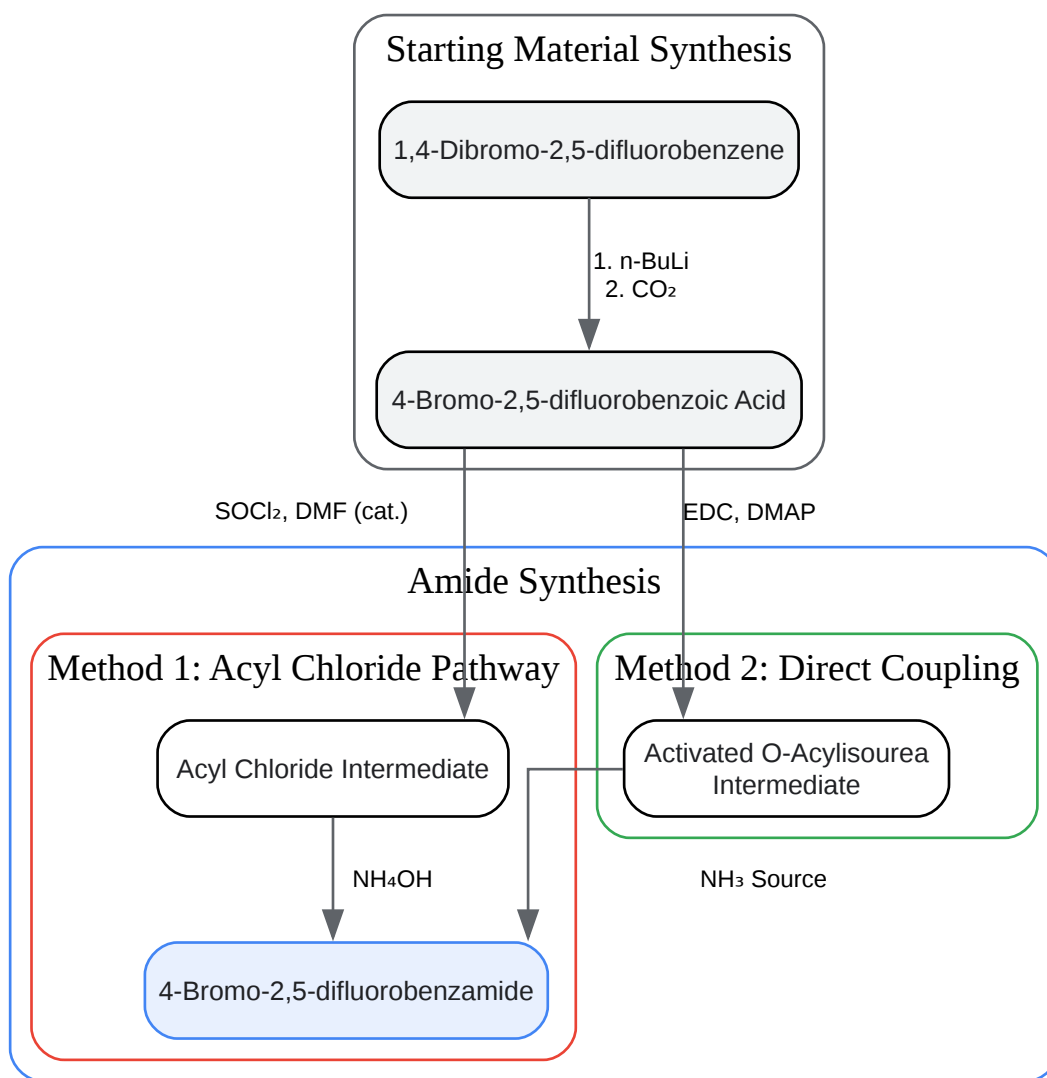 Starting Material Synthesis
1,4-Dibromo-2,5-difluorobenzene
1. n-BuLi
2. CO₂
4-Bromo-2,5-difluorobenzoic Acid
SOCl₂, DMF (cat.)
EDC, DMAP
Amide Synthesis
Method 1: Acyl Chloride Pathway
Method 2: Direct Coupling
Acyl Chloride Intermediate
Activated O-Acylisourea
Intermediate
NH₄OH
NH₃ Source
4-Bromo-2,5-difluorobenzamide